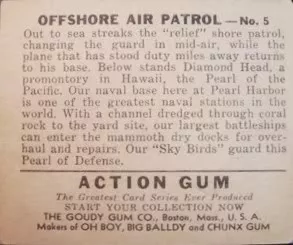 OFFSHORE AIR PATROL—No. 5
Out to sea streaks the "relief" shore patrol,
changing the guard in mid-air, while the
plane that has stood duty miles away returns
to his base. Below stands Diamond Head, a
promontory in Hawaii, the Pearl of the
Pacific. Our naval base here at Pearl Harbor
is one of the greatest naval stations in the
world. With a channel dredged through coral
rock to the yard site, our largest battleships
can enter the mammoth dry docks for over-
haul and repairs. Our "Sky Birds" guard this
Pearl of Defense.
ACTION GUM
The Greatest Card Series Ever Produced
START YOUR COLLECTION NOW
THE GOUDY GUM CO., Boston, Mass., U. S. A.
Makers of OH BOY, BIG BALLDY and CHUNX GUM